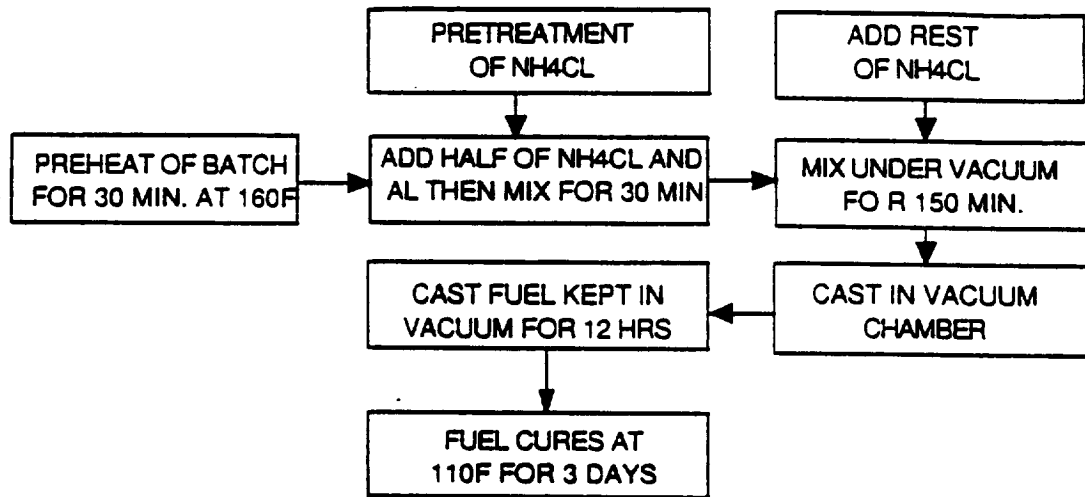 PRETREATMENT
OF NH4CL
ADD REST
OF NH4CL
PREHEAT OF BATCH
FOR 30 MIN. AT 160F
ADD HALF OF NH4CL AND
AL THEN MIX FOR 30 MIN
MIX UNDER VACUUM
FO R 150 MIN.
CAST FUEL KEPT IN
VACUUM FOR 12 HRS
CAST IN VACUUM
CHAMBER
FUEL CURES AT
110F FOR 3 DAYS